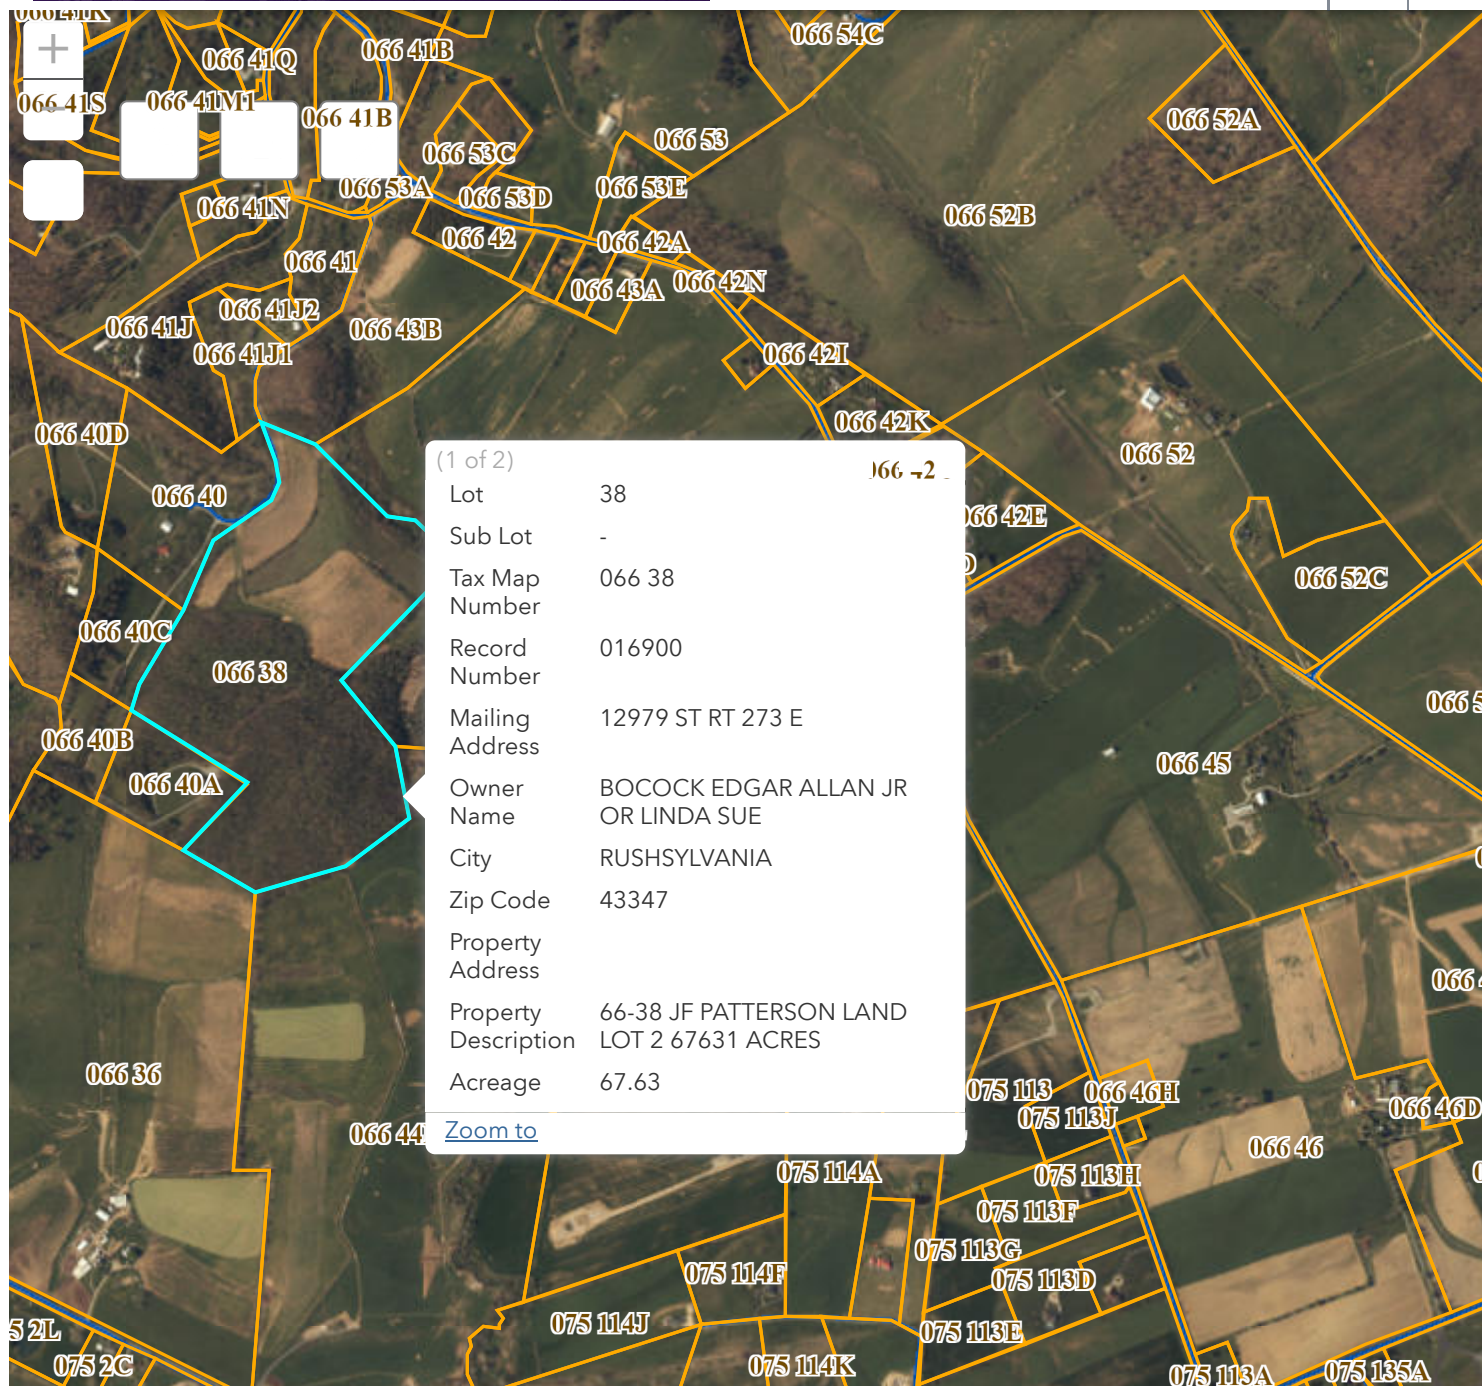 066 41K
066 41Q
066 41B
066 54C
066 41S
066 41M1
066 41B
066 52A
066 53C
066 53
066 53A
066 53D
066 53E
066 41N
066 52B
066 42
066 42A
066 41
066 43A
066 42N
066 41J2
066 41J
066 43B
066 41J1
066 42I
066 40D
066 42K
066 52
066 40
066 42E
066 52C
066 40C
066 38
066 40B
066 45
066 40A
(1 of 2)
066 42
Lot 38
Sub Lot -
Tax Map 066 38
Number
Record 016900
Number
Mailing 12979 ST RT 273 E
Address
Owner BOCOCK EDGAR ALLAN JR
Name OR LINDA SUE
City RUSHSYLVANIA
Zip Code 43347
Property
Address
Property 66-38 JF PATTERSON LAND
Description LOT 2 67631 ACRES
Acreage 67.63
Zoom to
066 36
066 44
075 113
066 46H
075 113J
066 46D
066 46
075 114A
075 113H
075 113F
075 113G
075 114F
075 113D
075 114J
075 113E
5 2L
075 2C
075 114K
075 113A
075 135A